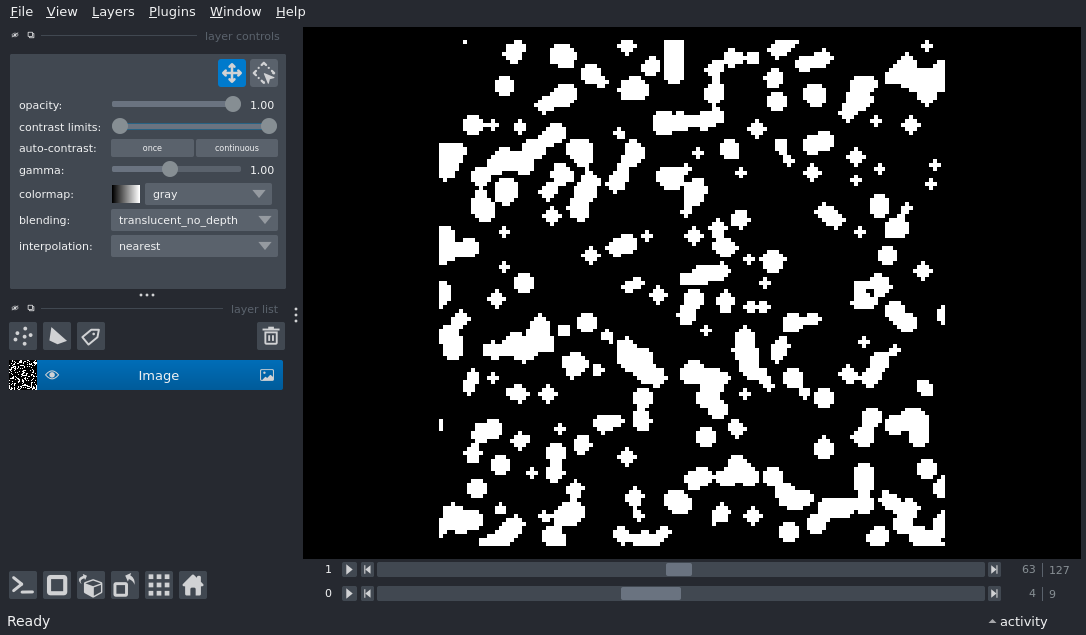 File View Layers Plugins Window Help
layer controls
opacity: 1.00
contrast limits:
auto-contrast: once continuous
gamma: 1.00
colormap: gray
blending: translucent_no_depth
interpolation: nearest
layer list
Image
1 63 127
0 4 9
Ready activity